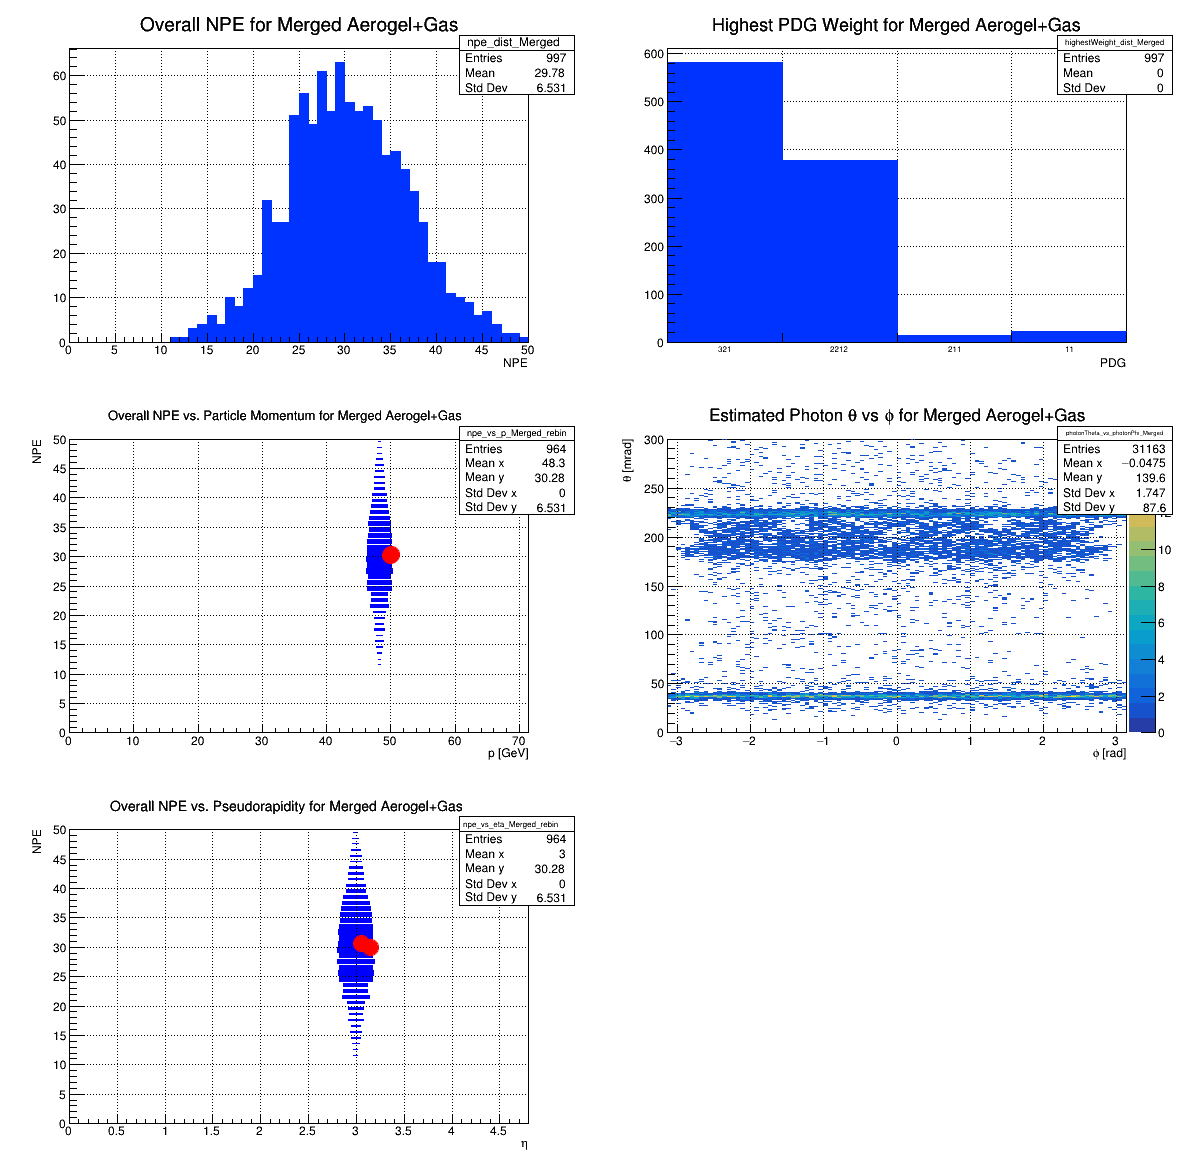 Overall NPE for Merged Aerogel+Gas
npe_dist_Merged
Entries 997
Mean 29.78
Std Dev 6.531
60
50
40
30
20
10
0
0 5 10 15 20 25 30 35 40 45 50
NPE
Highest PDG Weight for Merged Aerogel+Gas
highestWeight_dist_Merged
Entries 997
Mean 0
Std Dev 0
600
500
400
300
200
100
0
321 2212 211 11
PDG
Overall NPE vs. Particle Momentum for Merged Aerogel+Gas
npe_vs_p_Merged_rebin
Entries 964
Mean x 48.3
Mean y 30.28
Std Dev x 0
Std Dev y 6.531
NPE
50
45
40
35
30
25
20
15
10
5
0
0 10 20 30 40 50 60 70
p [GeV]
Estimated Photon θ vs ϕ for Merged Aerogel+Gas
photonTheta_vs_photonPhi_Merged
Entries 31163
Mean x −0.0475
Mean y 139.6
Std Dev x 1.747
Std Dev y 87.6
θ [mrad]
300
250
200
150
100
50
0
−3 −2 −1 0 1 2 3
ϕ [rad]
10
8
6
4
2
0
Overall NPE vs. Pseudorapidity for Merged Aerogel+Gas
npe_vs_eta_Merged_rebin
Entries 964
Mean x 3
Mean y 30.28
Std Dev x 0
Std Dev y 6.531
NPE
50
45
40
35
30
25
20
15
10
5
0
0 0.5 1 1.5 2 2.5 3 3.5 4 4.5
η